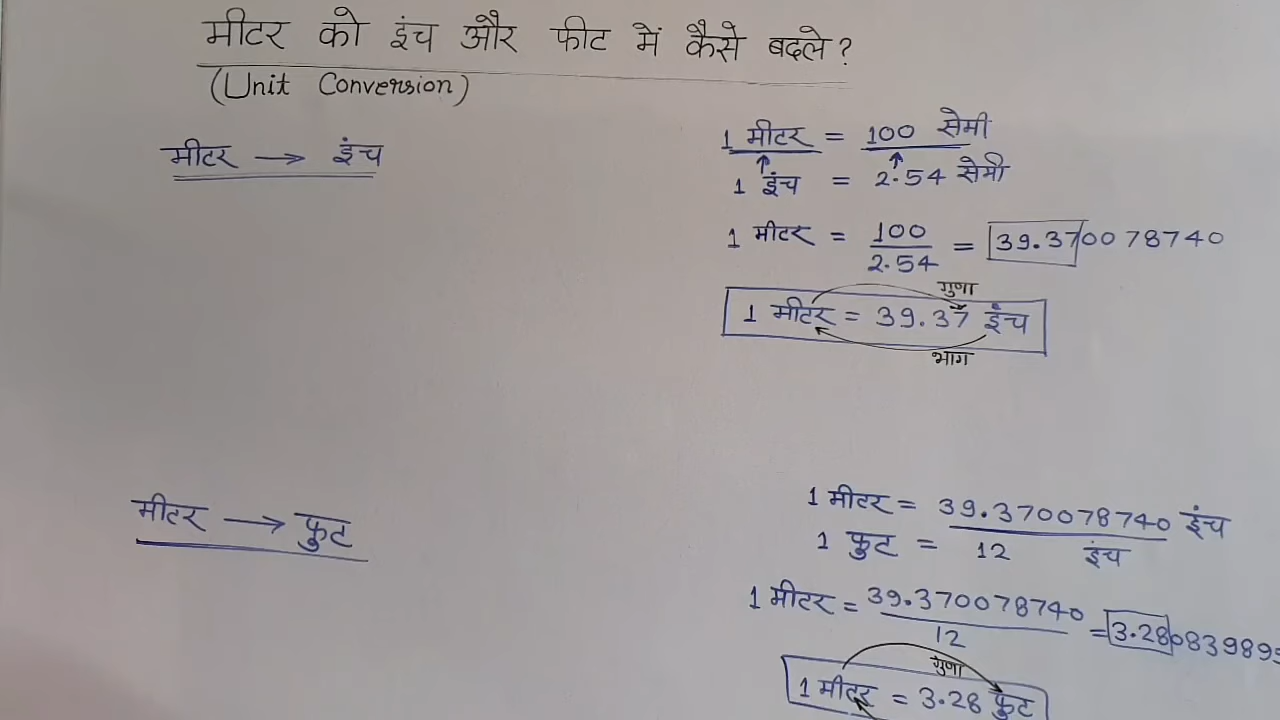 मीटर को इंच और फीट में कैसे बदले?
(Unit Conversion)
मीटर → इंच
1 मीटर = 100 सेमी
1 इंच = 2.54 सेमी
1 मीटर = 100/2.54 = 39.370078740
गुणा
1 मीटर = 39.37 इंच
भाग
मीटर → फुट
1 मीटर = 39.370078740 इंच
1 फुट = 12 इंच
1 मीटर = 39.370078740/12 = 3.280839895
गुणा
1 मीटर = 3.28 फुट